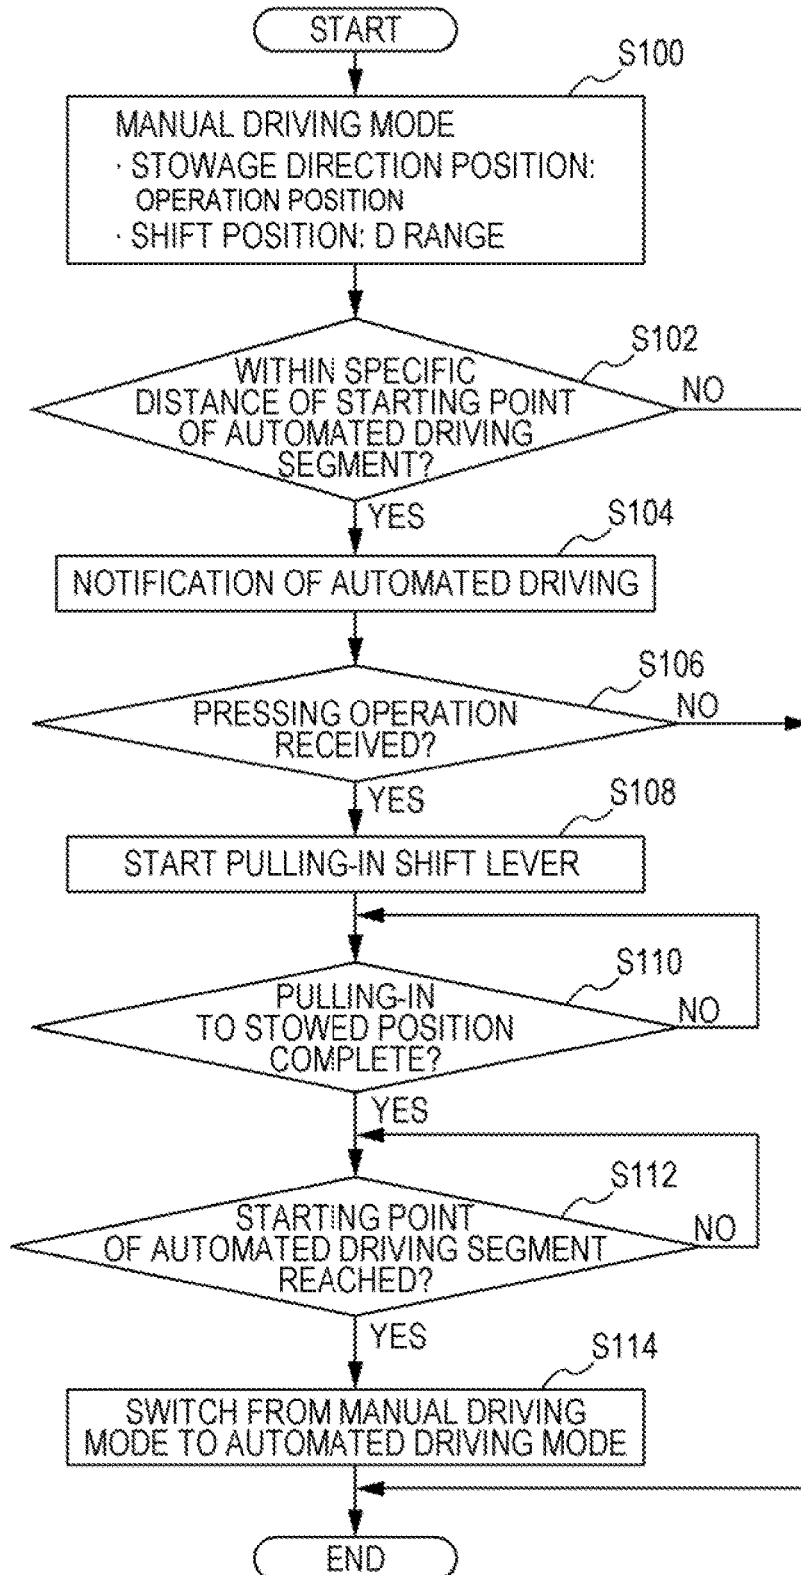 START
S100
MANUAL DRIVING MODE
· STOWAGE DIRECTION POSITION:
OPERATION POSITION
· SHIFT POSITION: D RANGE
S102
WITHIN SPECIFIC
DISTANCE OF STARTING POINT
OF AUTOMATED DRIVING
SEGMENT?
NO
YES
S104
NOTIFICATION OF AUTOMATED DRIVING
S106
PRESSING OPERATION
RECEIVED?
NO
YES
S108
START PULLING-IN SHIFT LEVER
S110
PULLING-IN
TO STOWED POSITION
COMPLETE?
NO
YES
S112
STARTING POINT
OF AUTOMATED DRIVING SEGMENT
REACHED?
NO
YES
S114
SWITCH FROM MANUAL DRIVING
MODE TO AUTOMATED DRIVING MODE
END